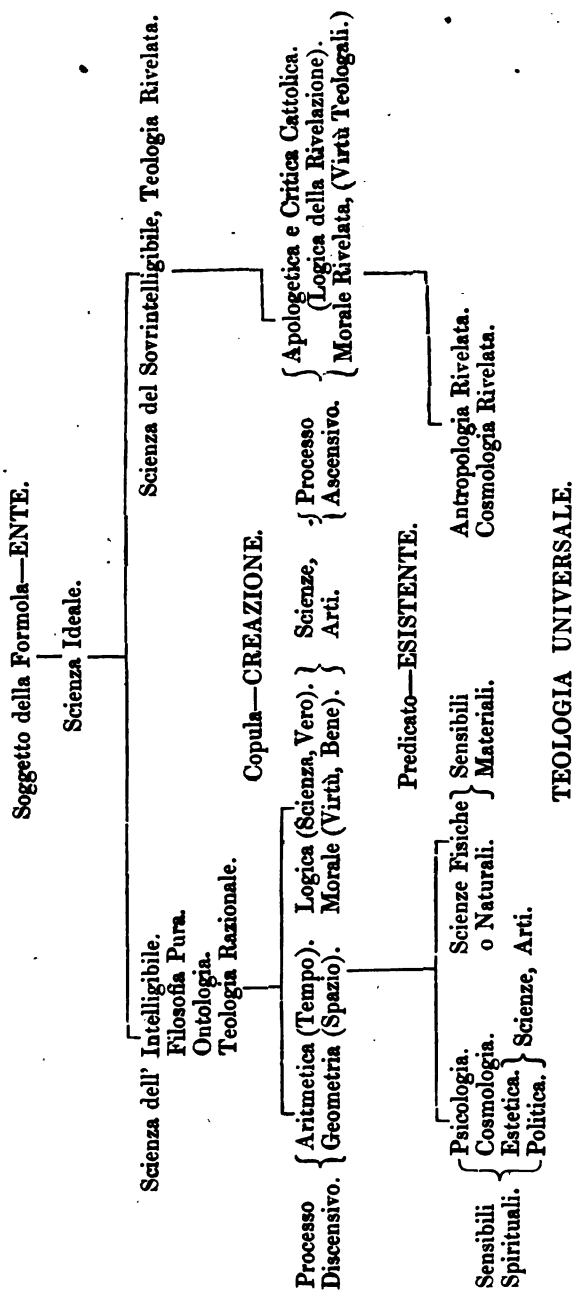 Soggetto della Formola—ENTE.
Scienza Ideale.
Scienza dell' Intelligibile.
Filosofia Pura.
Ontologia.
Teologia Razionale.
Scienza del Sovrintelligibile, Teologia Rivelata.
Copula—CREAZIONE.
Processo
Discensivo.
{Aritmetica (Tempo).
Geometria (Spazio).
Logica (Scienza, Vero).
Morale (Virtù, Bene).}
Scienze,
Arti.
Processo
Ascensivo.
{Apologetica e Critica Cattolica.
(Logica della Rivelazione).
Morale Rivelata, (Virtù Teologali.)
Predicato—ESISTENTE.
Sensibili
Spirituali.
{Psicologia.
Cosmologia.
Estetica.
Politica.} Scienze, Arti.
Scienze Fisiche
o Naturali.
} Sensibili
Materiali.
Antropologia Rivelata.
Cosmologia Rivelata.
TEOLOGIA UNIVERSALE.